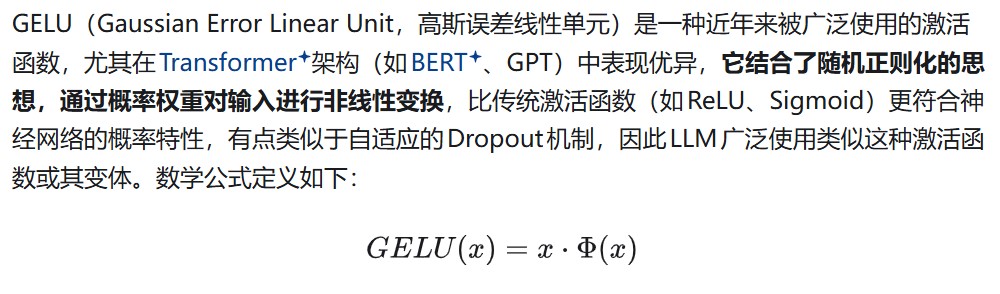 GELU（Gaussian Error Linear Unit，高斯误差线性单元）是一种近年来被广泛使用的激活
函数，尤其在Transformer架构（如BERT、GPT）中表现优异，它结合了随机正则化的思
想，通过概率权重对输入进行非线性变换，比传统激活函数（如ReLU、Sigmoid）更符合神
经网络的概率特性，有点类似于自适应的Dropout机制，因此LLM广泛使用类似这种激活函
数或其变体。数学公式定义如下：
GELU(x) = x · Φ(x)